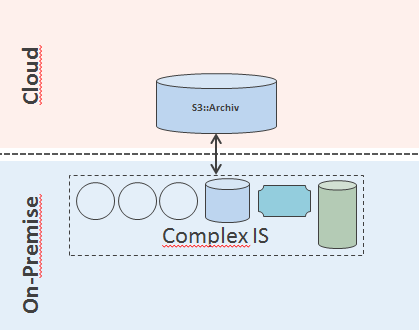 Cloud
S3::Archiv
On-Premise
Complex IS